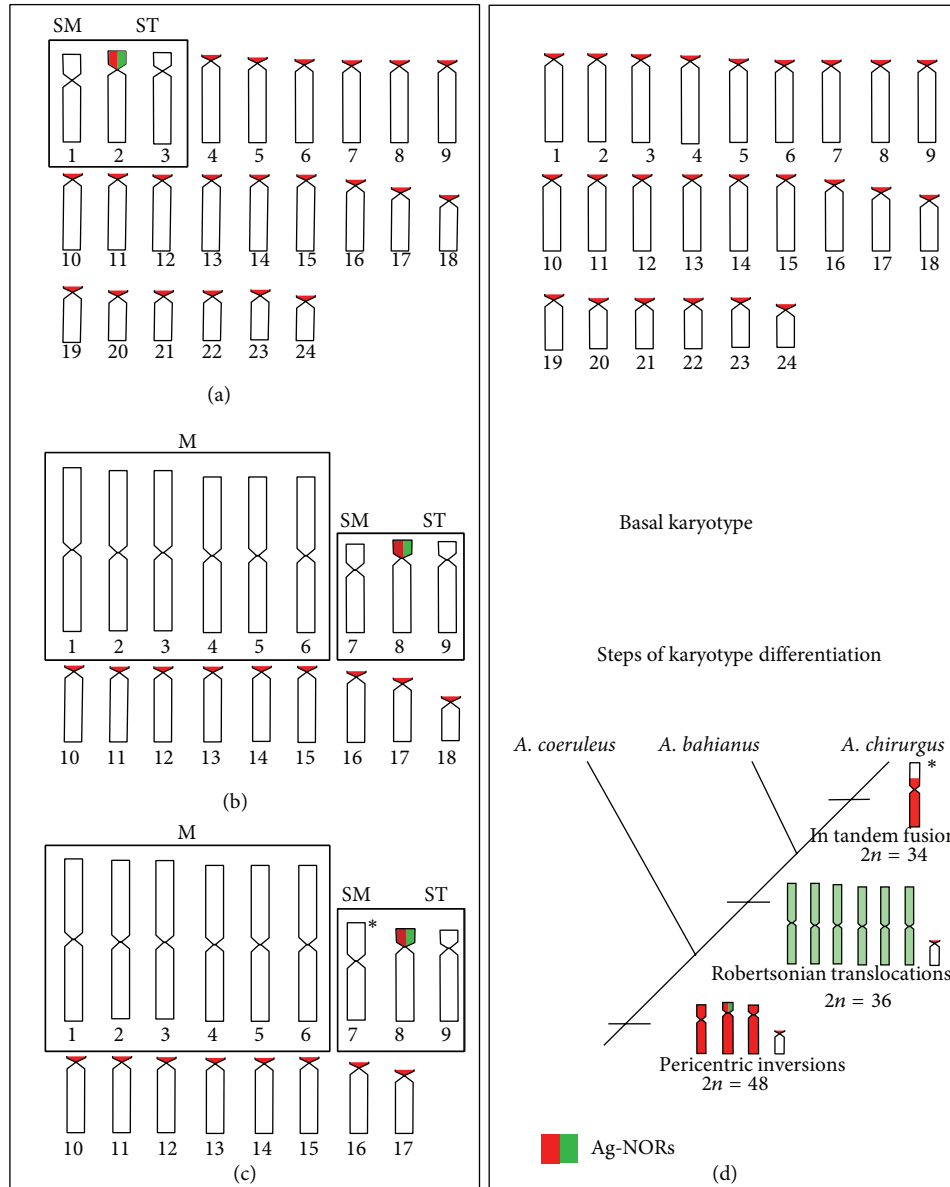 SM ST
1 2 3 4 5 6 7 8 9
10 11 12 13 14 15 16 17 18
19 20 21 22 23 24
(a)
M
SM ST
1 2 3 4 5 6 7 8 9
10 11 12 13 14 15 16 17 18
(b)
M
SM ST
*
1 2 3 4 5 6 7 8 9
10 11 12 13 14 15 16 17
(c)
1 2 3 4 5 6 7 8 9
10 11 12 13 14 15 16 17 18
19 20 21 22 23 24
Basal karyotype
Steps of karyotype differentiation
A. coeruleus A. bahianus A. chirurgus
*
In tandem fusion
2n = 34
Robertsonian translocations
2n = 36
Pericentric inversions
2n = 48
Ag-NORs
(d)